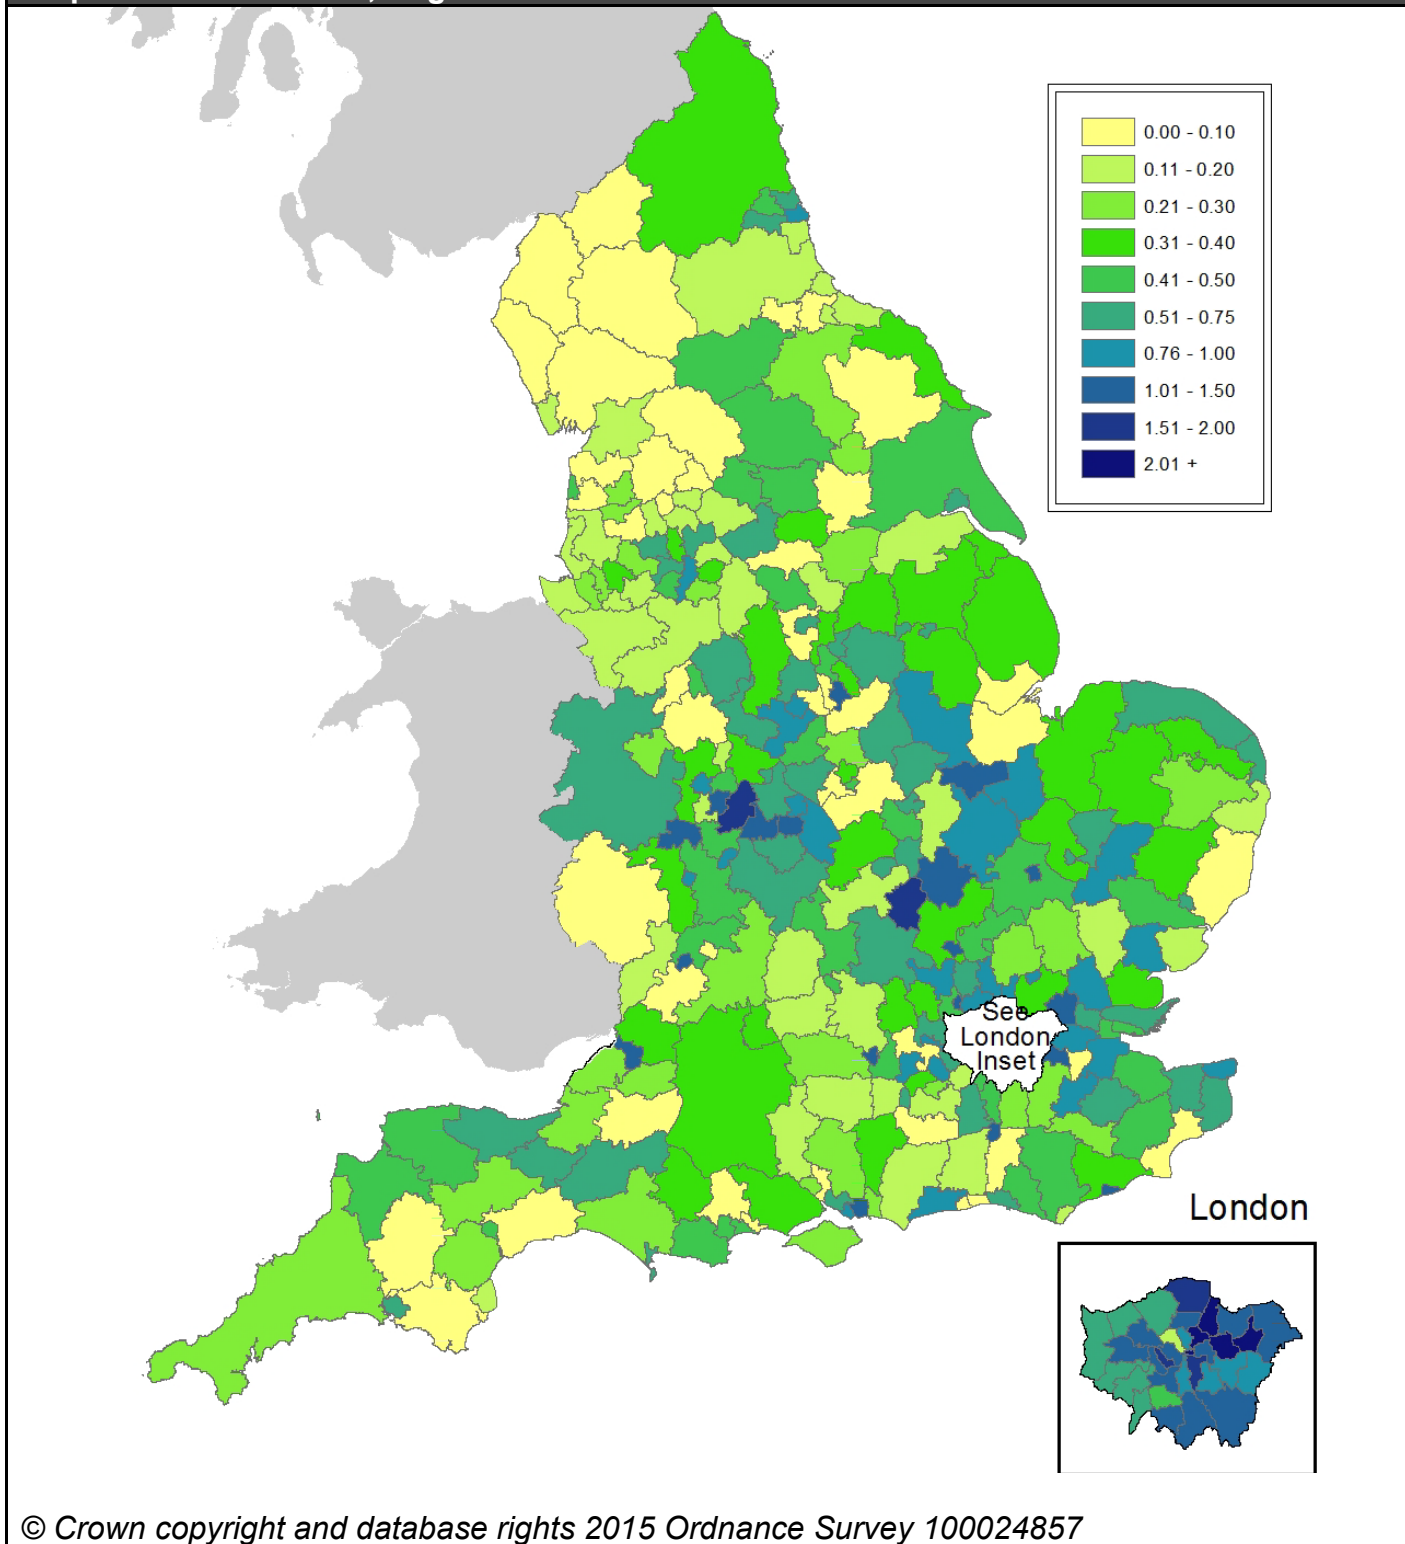 0.00 - 0.10
0.11 - 0.20
0.21 - 0.30
0.31 - 0.40
0.41 - 0.50
0.51 - 0.75
0.76 - 1.00
1.01 - 1.50
1.51 - 2.00
2.01 +
See
London
Inset
London
© Crown copyright and database rights 2015 Ordnance Survey 100024857